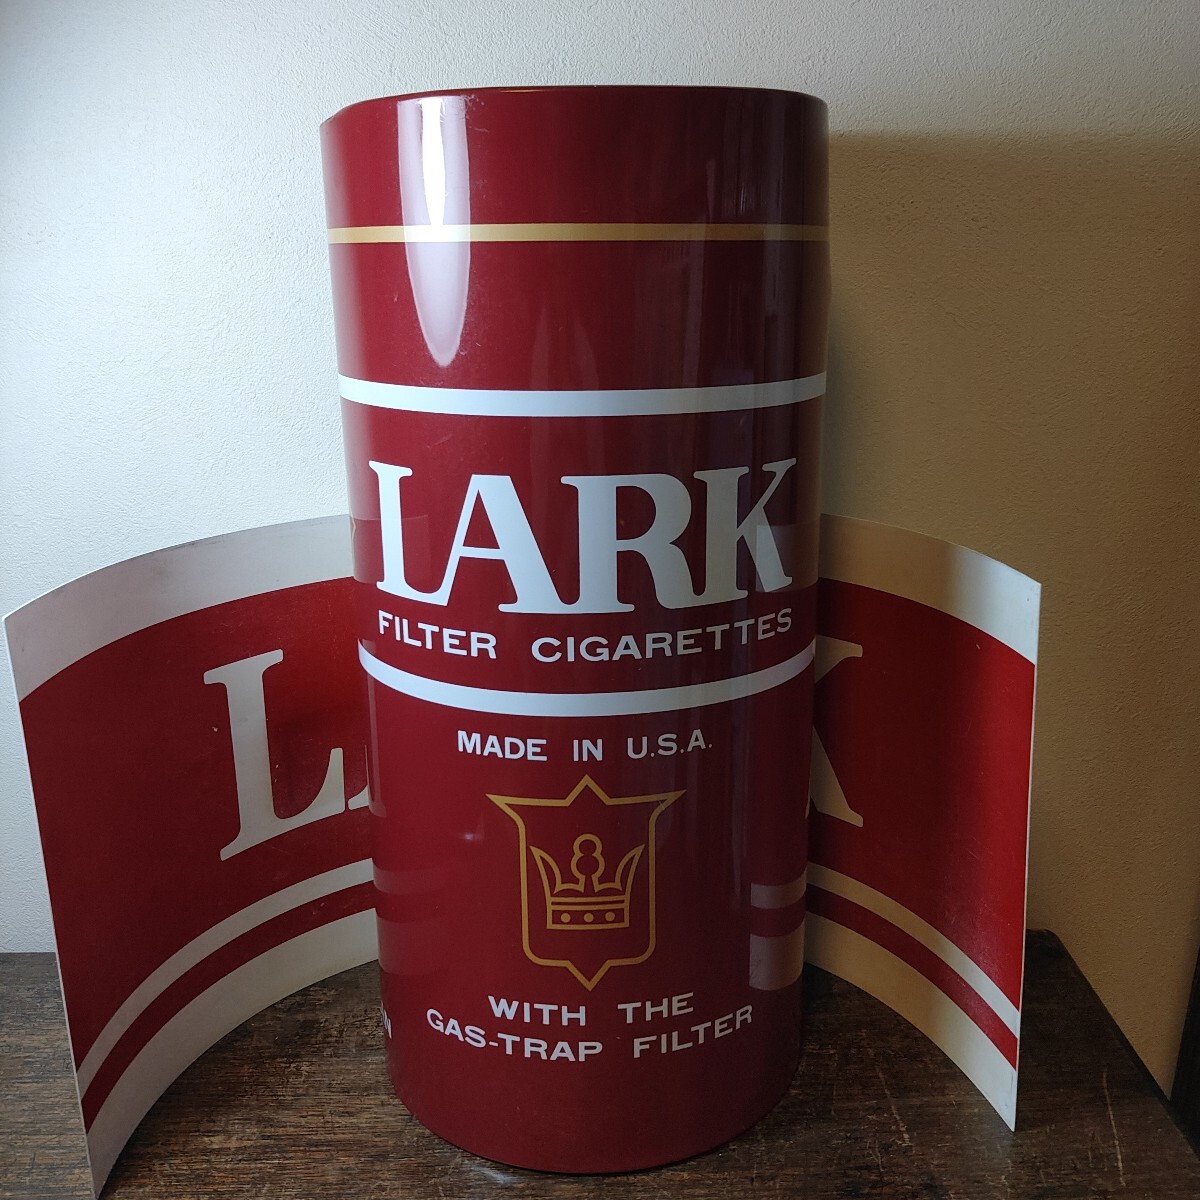 LARK
FILTER CIGARETTES
MADE IN U.S.A.
WITH THE
GAS-TRAP FILTER